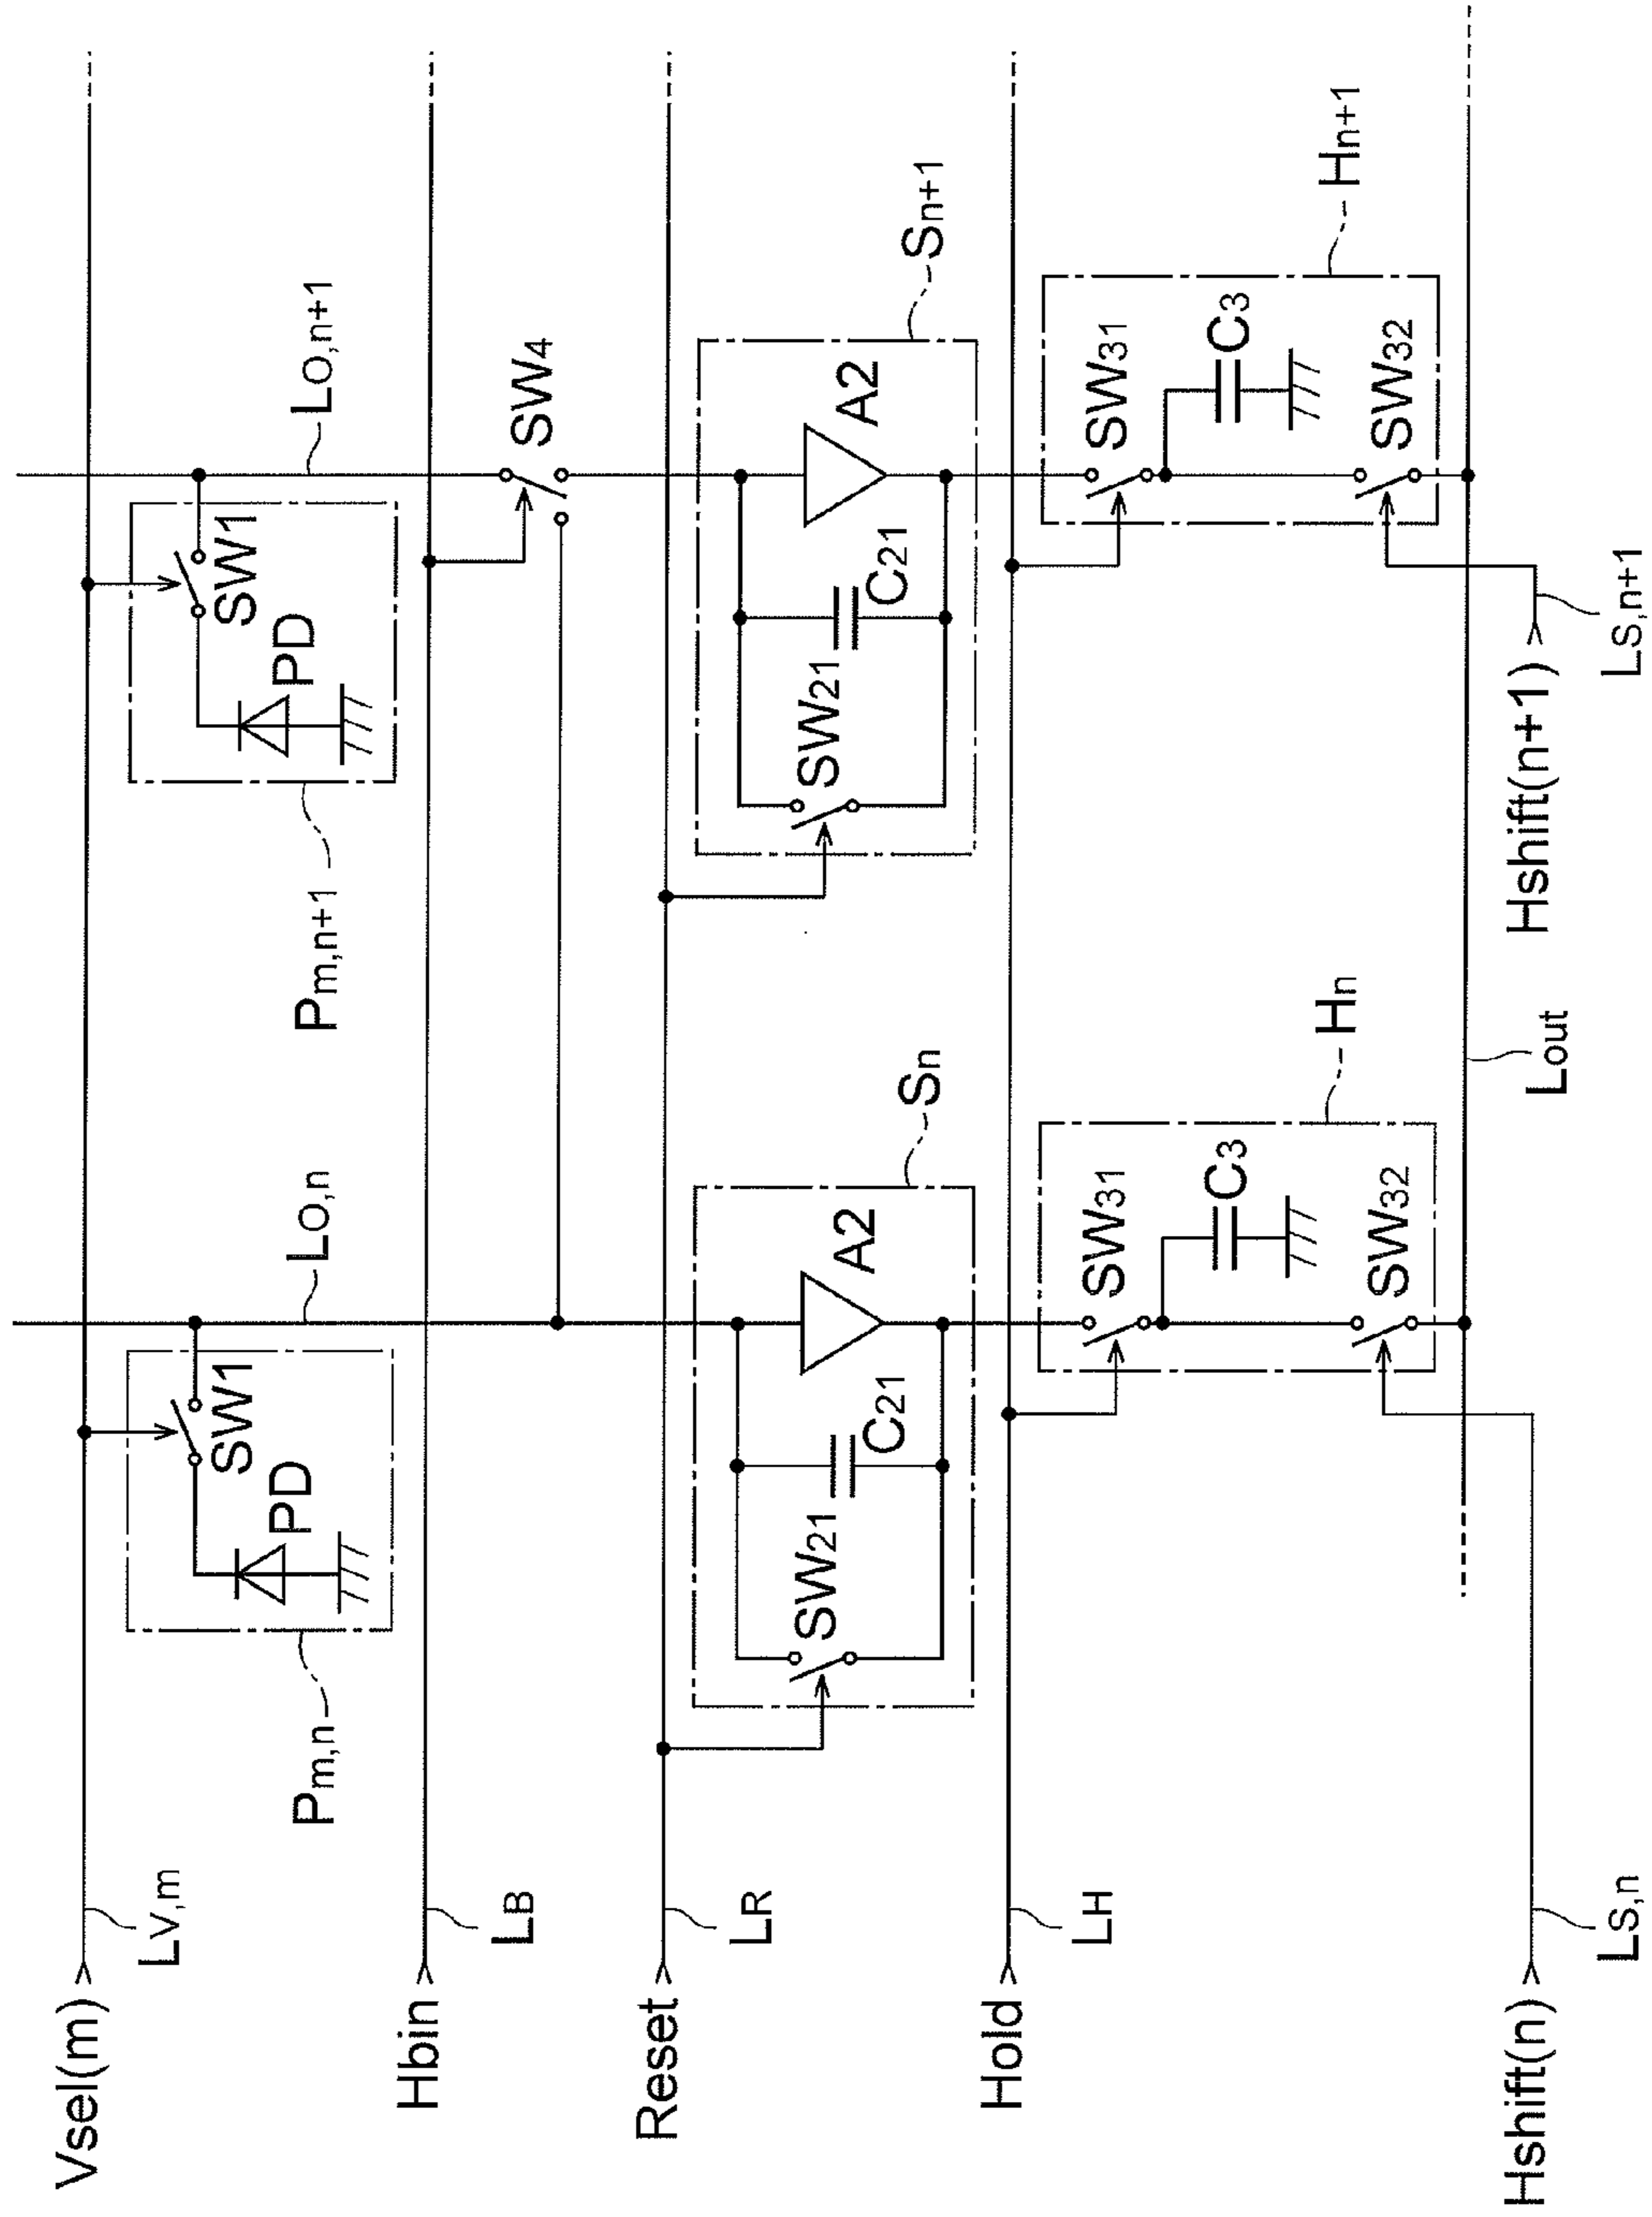 Vsel(m)
LV,m
Pm,n
PD
SW1
LO,n
Pm,n+1
PD
SW1
LO,n+1
Hbin
LB
SW4
Reset
LR
SW21
C21
A2
Sn
SW21
C21
A2
Sn+1
Hold
LH
SW31
C3
SW32
Hn
SW31
C3
SW32
Hn+1
Lout
Hshift(n)
LS,n
Hshift(n+1)
LS,n+1